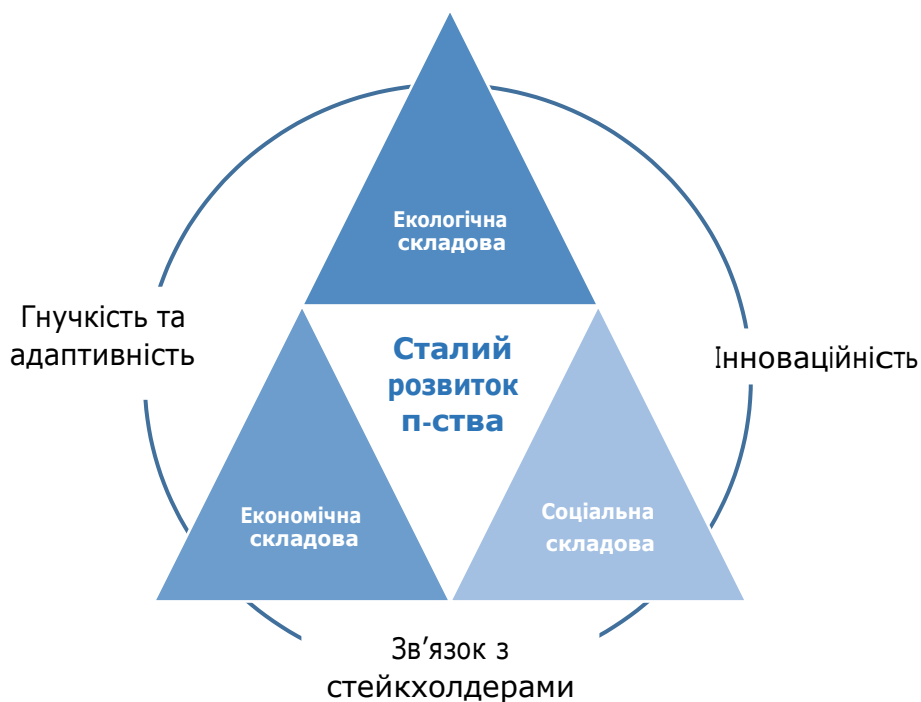 Екологічна
складова
Гнучкість та
адаптивність
Сталий
розвиток
п-ства
Інноваційність
Економічна
складова
Соціальна
складова
Зв’язок з
стейкхолдерами